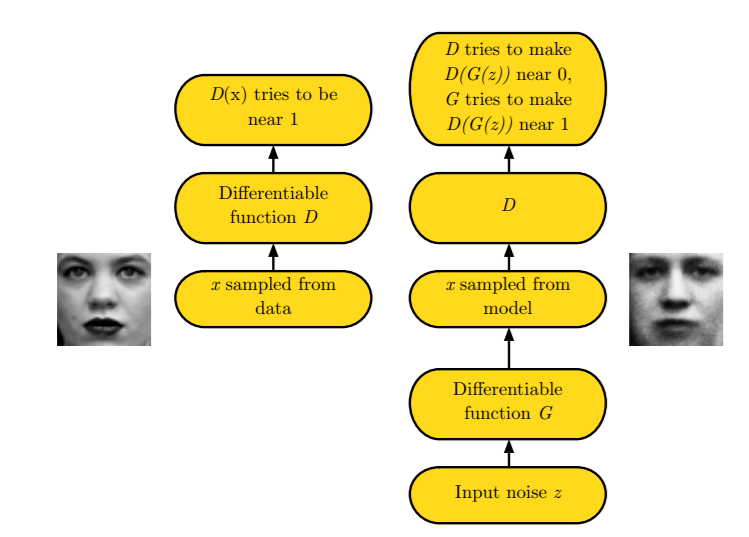 D(x) tries to be
near 1
Differentiable
function D
x sampled from
data
D tries to make
D(G(z)) near 0,
G tries to make
D(G(z)) near 1
D
x sampled from
model
Differentiable
function G
Input noise z